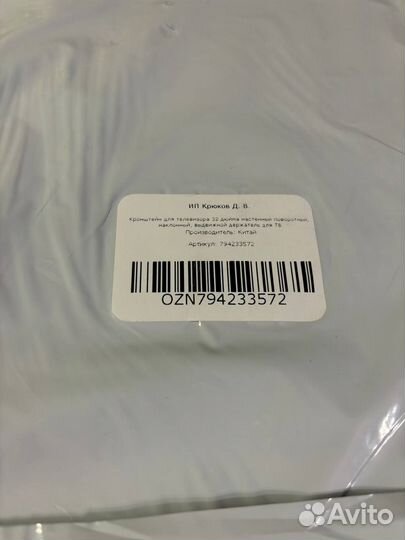 ИП Крюков Д. В.
Кронштейн для телевизора 32 дюйма настенный поворотный,
наклонный, выдвижной держатель для ТВ
Производитель: Китай
Артикул: 794233572
OZN794233572
Avito